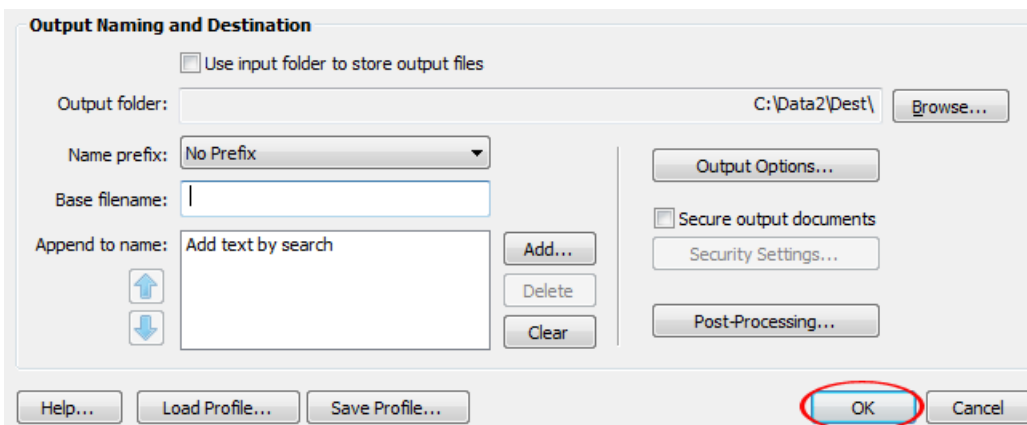 Output Naming and Destination
Use input folder to store output files
Output folder: C:\Data2\Dest\ Browse...
Name prefix: No Prefix
Output Options...
Base filename:
Secure output documents
Append to name: Add text by search Add...
Security Settings...
Delete
Post-Processing...
Clear
Help... Load Profile... Save Profile... OK Cancel